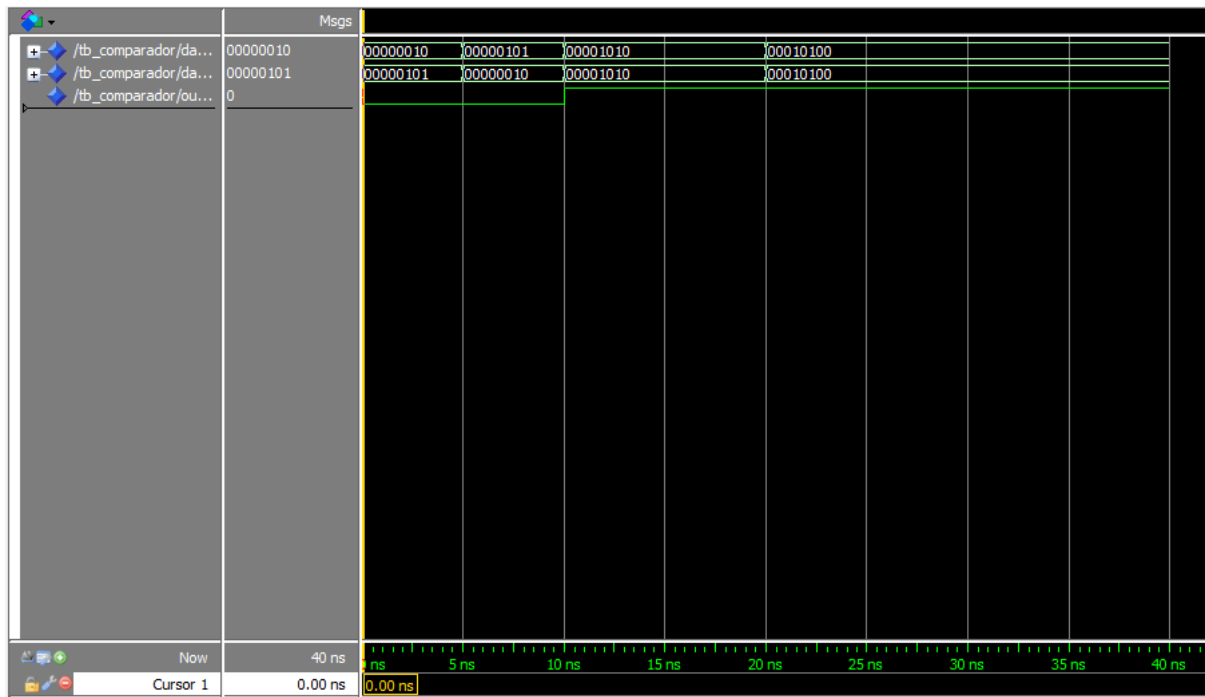 Msgs
/tb_comparador/da... 00000010 00000010 00000101 00001010 00010100
/tb_comparador/da... 00000101 00000101 00000010 00001010 00010100
/tb_comparador/ou... 0
Now 40 ns ns 5 ns 10 ns 15 ns 20 ns 25 ns 30 ns 35 ns 40 ns
Cursor 1 0.00 ns 0.00 ns